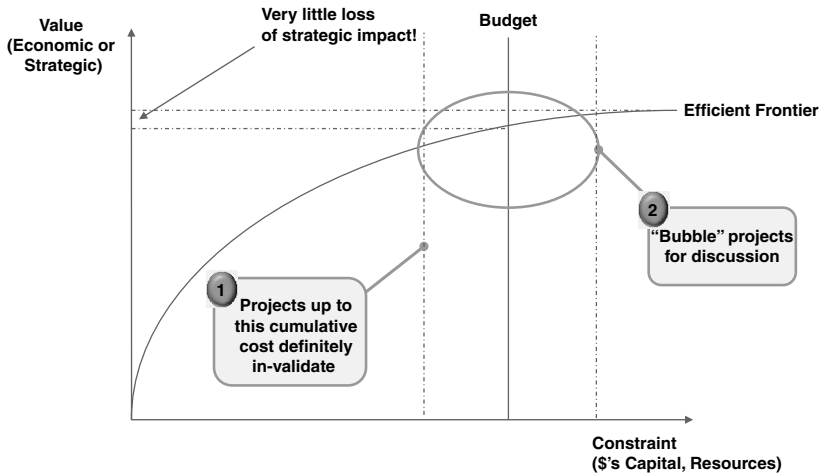 Value
(Economic or
Strategic)
Very little loss
of strategic impact!
Budget
Efficient Frontier
1
Projects up to
this cumulative
cost definitely
in-validate
2
“Bubble” projects
for discussion
Constraint
($'s Capital, Resources)